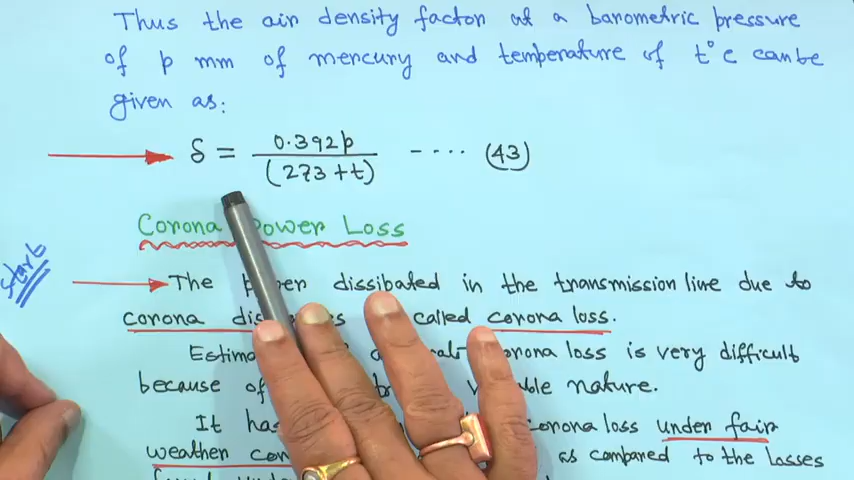 Thus the air density factor at a barometric pressure
of p mm of mercury and temperature of t°c can be
given as:
δ = 0.392p / (273 + t) - ···· (43)
Corona Power Loss
start
The dissibated in the transmission line due to
corona called corona loss.
corona loss is very difficult
because of nature.
It corona loss under fair
weather as compared to the losses